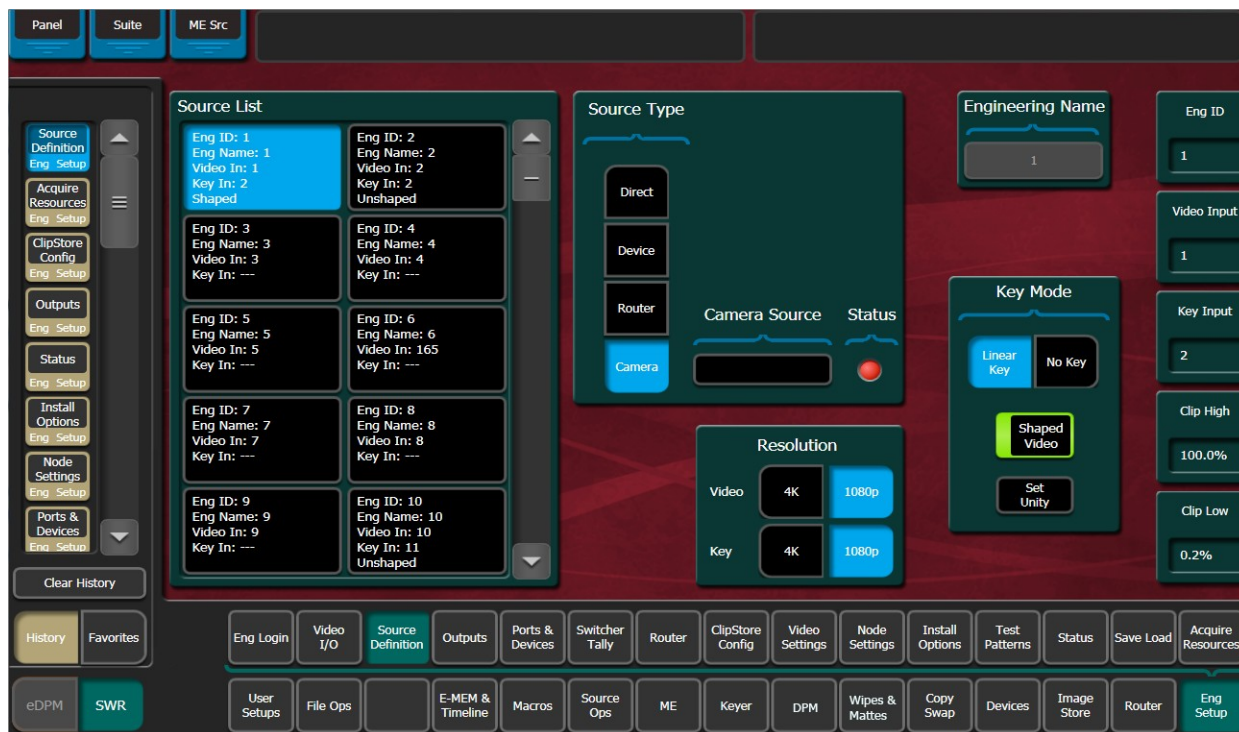 Panel
Suite
ME Src
Source
Definition
Eng Setup
Acquire
Resources
Eng Setup
ClipStore
Config
Eng Setup
Outputs
Eng Setup
Status
Eng Setup
Install
Options
Eng Setup
Node
Settings
Eng Setup
Ports &
Devices
Eng Setup
Clear History
History
Favorites
eDPM
SWR
Source List
Eng ID: 1
Eng Name: 1
Video In: 1
Key In: 2
Shaped
Eng ID: 2
Eng Name: 2
Video In: 2
Key In: 2
Unshaped
Eng ID: 3
Eng Name: 3
Video In: 3
Key In: ---
Eng ID: 4
Eng Name: 4
Video In: 4
Key In: ---
Eng ID: 5
Eng Name: 5
Video In: 5
Key In: ---
Eng ID: 6
Eng Name: 6
Video In: 165
Key In: ---
Eng ID: 7
Eng Name: 7
Video In: 7
Key In: ---
Eng ID: 8
Eng Name: 8
Video In: 8
Key In: ---
Eng ID: 9
Eng Name: 9
Video In: 9
Key In: ---
Eng ID: 10
Eng Name: 10
Video In: 10
Key In: 11
Unshaped
Source Type
Direct
Device
Router
Camera
Camera Source
Status
Resolution
Video
4K
1080p
Key
4K
1080p
Engineering Name
1
Key Mode
Linear
Key
No Key
Shaped
Video
Set
Unity
Eng ID
1
Video Input
1
Key Input
2
Clip High
100.0%
Clip Low
0.2%
Eng Login
Video
I/O
Source
Definition
Outputs
Ports &
Devices
Switcher
Tally
Router
ClipStore
Config
Video
Settings
Node
Settings
Install
Options
Test
Patterns
Status
Save Load
Acquire
Resources
User
Setups
File Ops
E-MEM &
Timeline
Macros
Source
Ops
ME
Keyer
DPM
Wipes &
Mattes
Copy
Swap
Devices
Image
Store
Router
Eng
Setup